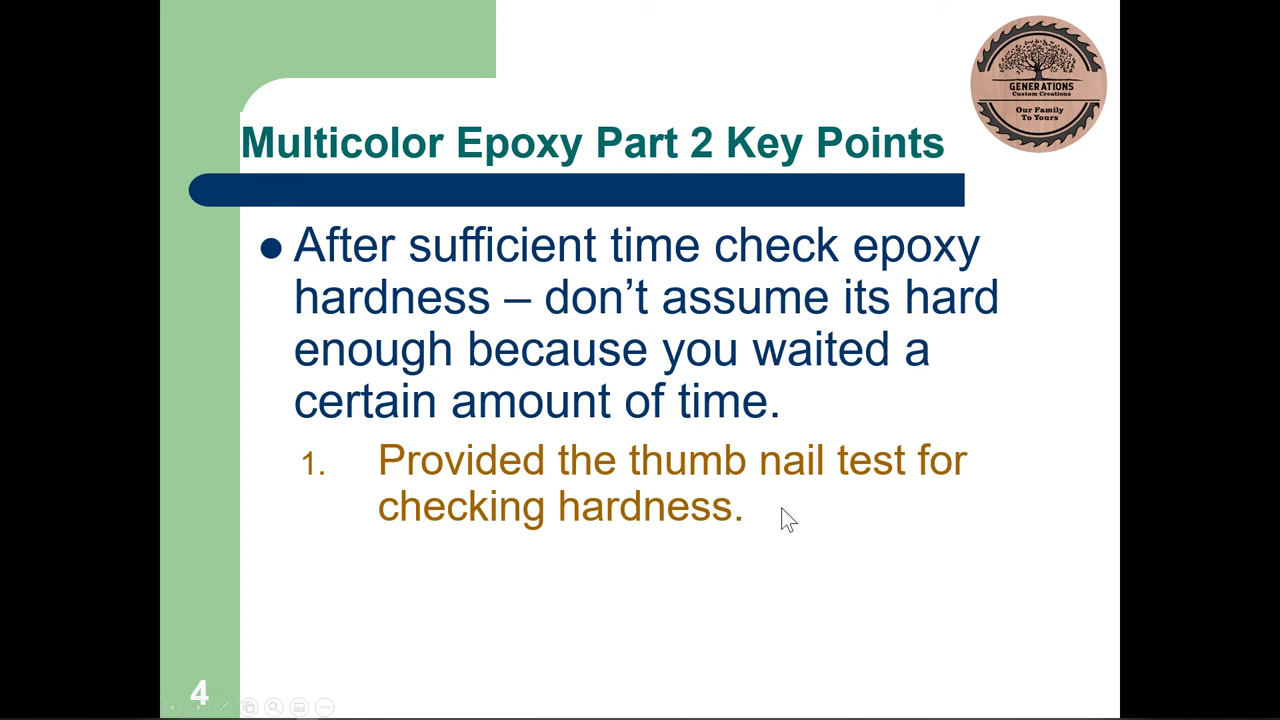 GENERATIONS
Custom Creations
Our Family
To Yours
Multicolor Epoxy Part 2 Key Points
After sufficient time check epoxy
hardness – don’t assume its hard
enough because you waited a
certain amount of time.
1. Provided the thumb nail test for
checking hardness.
4